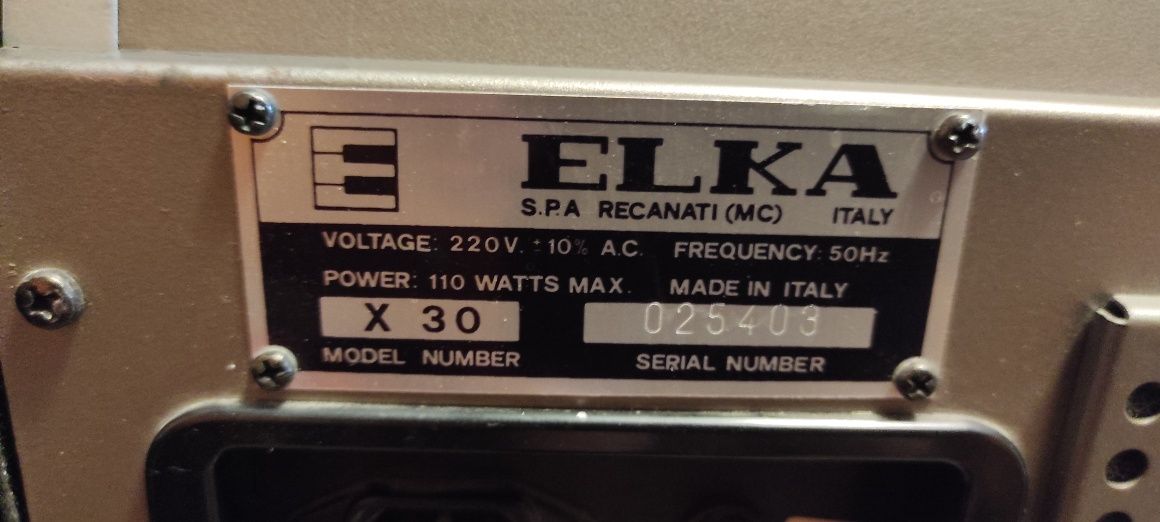 ELKA
S.P.A RECANATI (MC) ITALY
VOLTAGE: 220V. ±10% A.C. FREQUENCY: 50Hz
POWER: 110 WATTS MAX. MADE IN ITALY
X 30 025403
MODEL NUMBER SERIAL NUMBER